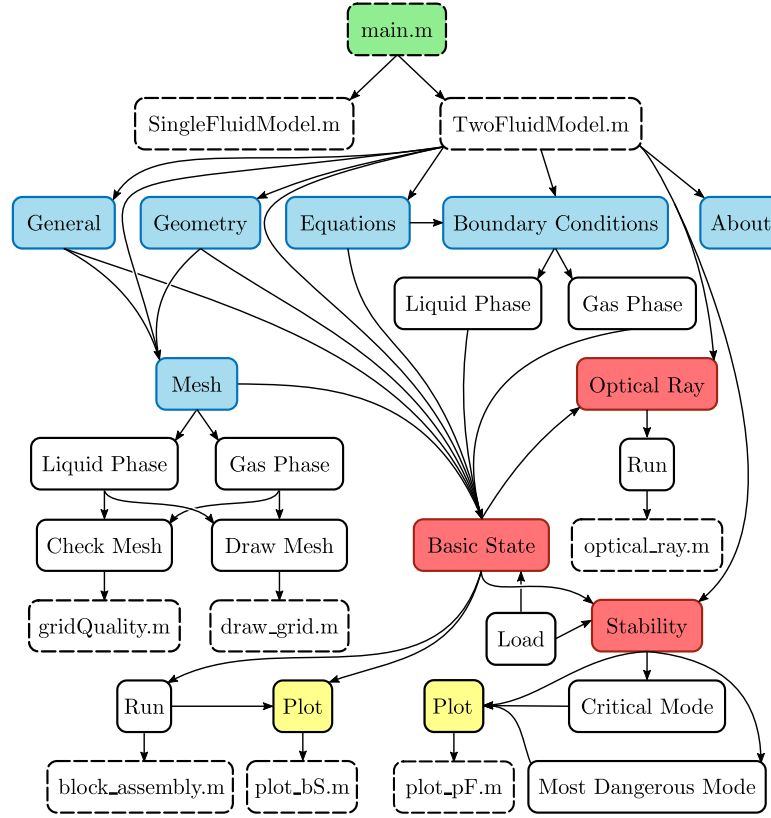 main.m
SingleFluidModel.m
TwoFluidModel.m
General
Geometry
Equations
Boundary Conditions
About
Liquid Phase
Gas Phase
Mesh
Optical Ray
Liquid Phase
Gas Phase
Run
Check Mesh
Draw Mesh
Basic State
optical_ray.m
gridQuality.m
draw_grid.m
Load
Stability
Run
Plot
Plot
Critical Mode
block_assembly.m
plot_bS.m
plot_pF.m
Most Dangerous Mode